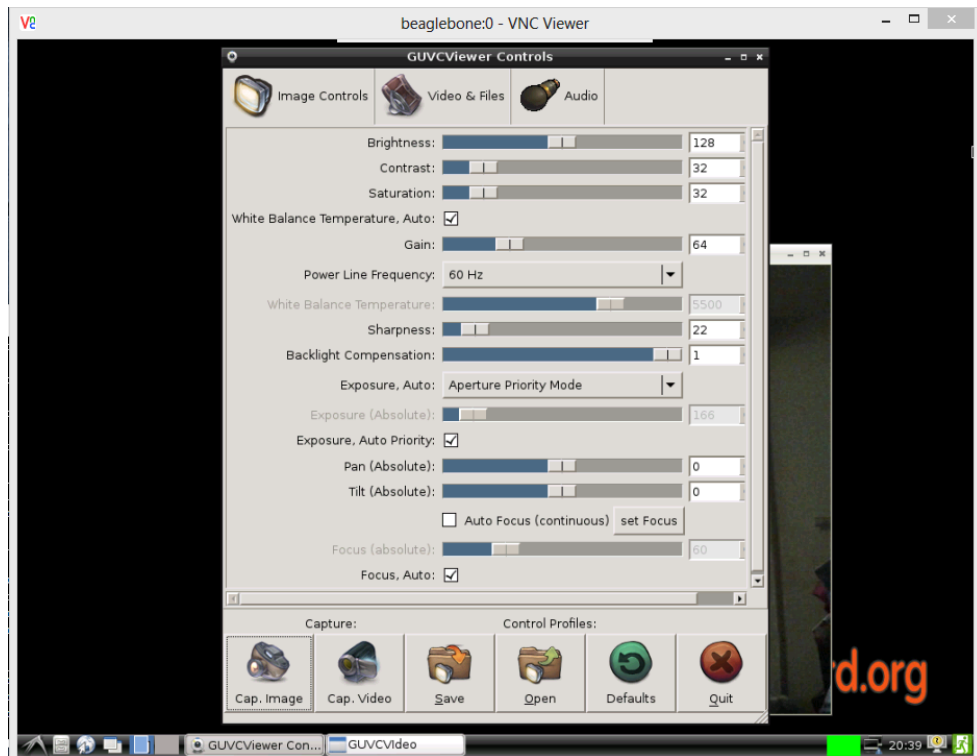 VNC beaglebone:0 - VNC Viewer
GUVCViewer Controls
Image Controls Video & Files Audio
Brightness: 128
Contrast: 32
Saturation: 32
White Balance Temperature, Auto:
Gain: 64
Power Line Frequency: 60 Hz
White Balance Temperature: 5500
Sharpness: 22
Backlight Compensation: 1
Exposure, Auto: Aperture Priority Mode
Exposure (Absolute): 166
Exposure, Auto Priority:
Pan (Absolute): 0
Tilt (Absolute): 0
Auto Focus (continuous) set Focus
Focus (absolute): 60
Focus, Auto:
Capture: Control Profiles:
Cap. Image Cap. Video Save Open Defaults Quit
d.org
GUVCViewer Con... GUVCVIdeo 20:39